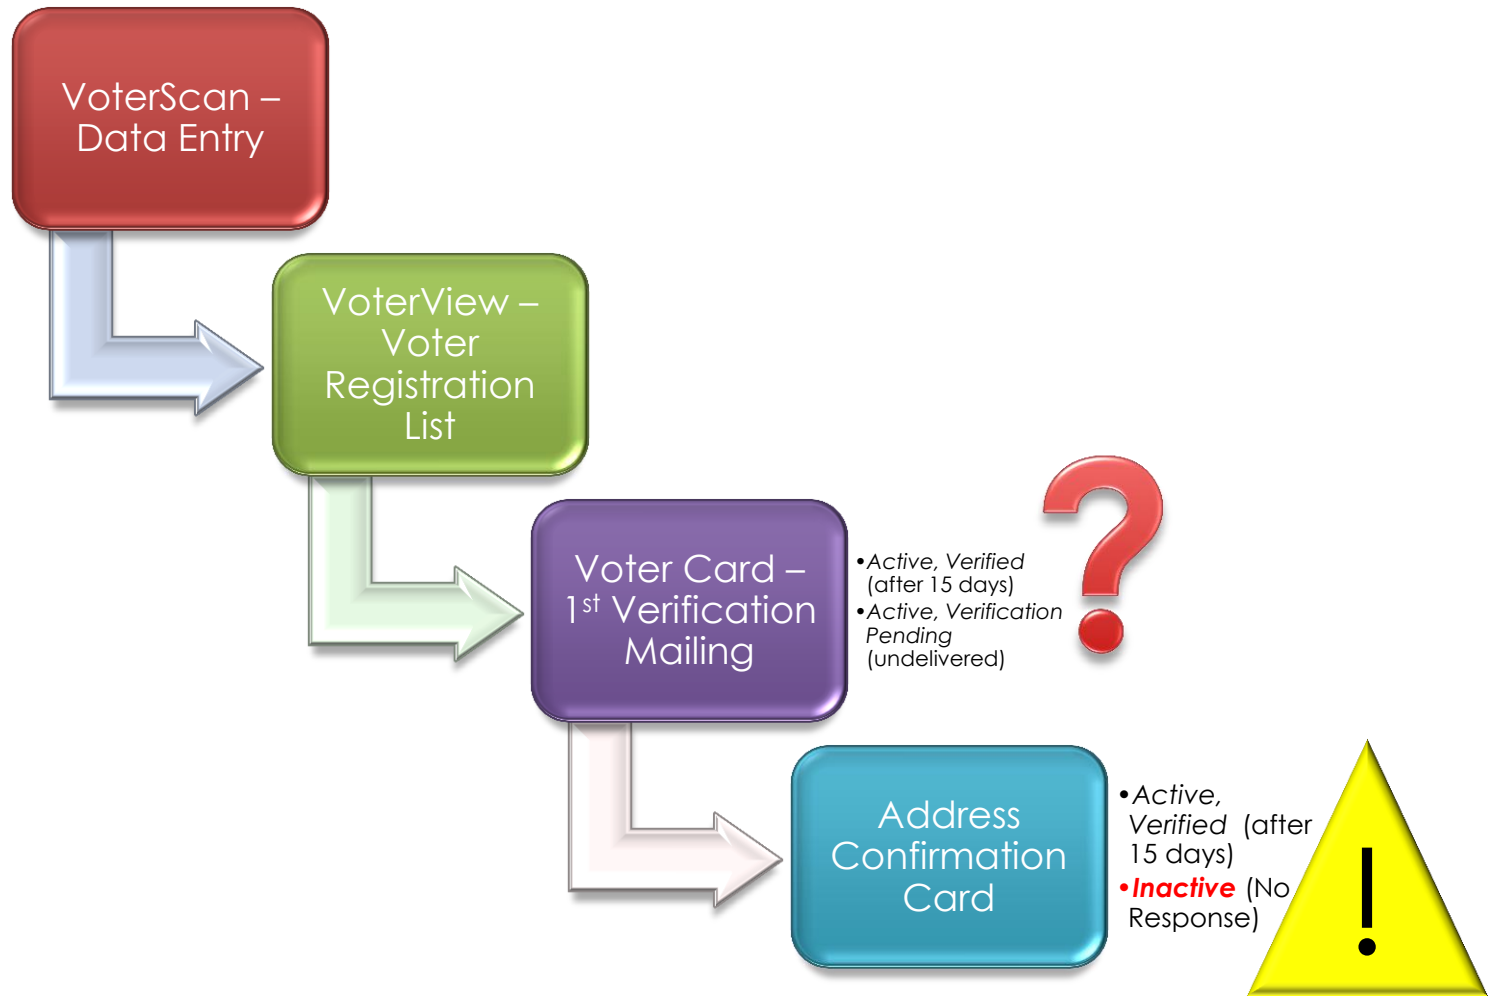 VoterScan –
Data Entry
VoterView –
Voter
Registration
List
Voter Card –
1st Verification
Mailing
•Active, Verified
(after 15 days)
•Active, Verification
Pending
(undelivered)
?
Address
Confirmation
Card
•Active,
Verified (after
15 days)
•Inactive (No
Response)
!